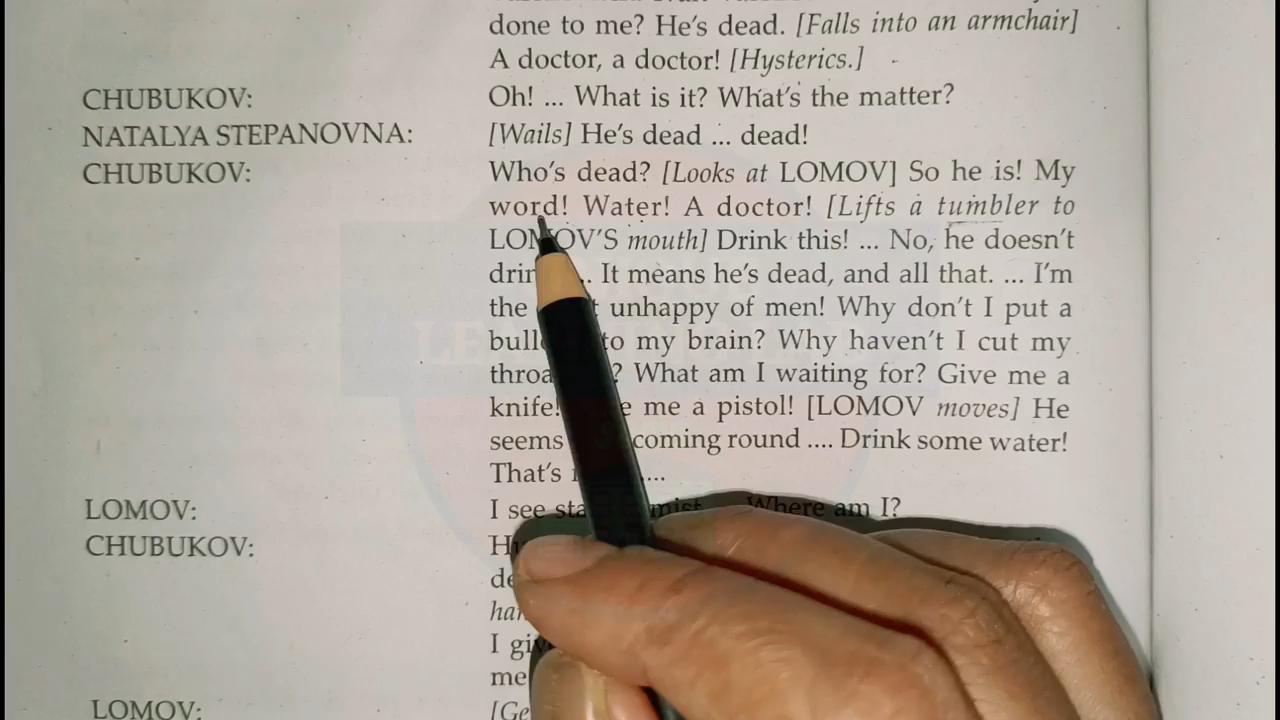 done to me? He's dead. [Falls into an armchair]
A doctor, a doctor! [Hysterics.]
CHUBUKOV: Oh! ... What is it? What's the matter?
NATALYA STEPANOVNA: [Wails] He's dead ... dead!
CHUBUKOV: Who's dead? [Looks at LOMOV] So he is! My
word! Water! A doctor! [Lifts a tumbler to
LOMOV'S mouth] Drink this! ... No, he doesn't
... It means he's dead, and all that. ... I'm
the unhappy of men! Why don't I put a
to my brain? Why haven't I cut my
? What am I waiting for? Give me a
knife! me a pistol! [LOMOV moves] He
seems coming round .... Drink some water!
That's ....
LOMOV: I see mist Where am I?
CHUBUKOV:
I
me
LOMOV: